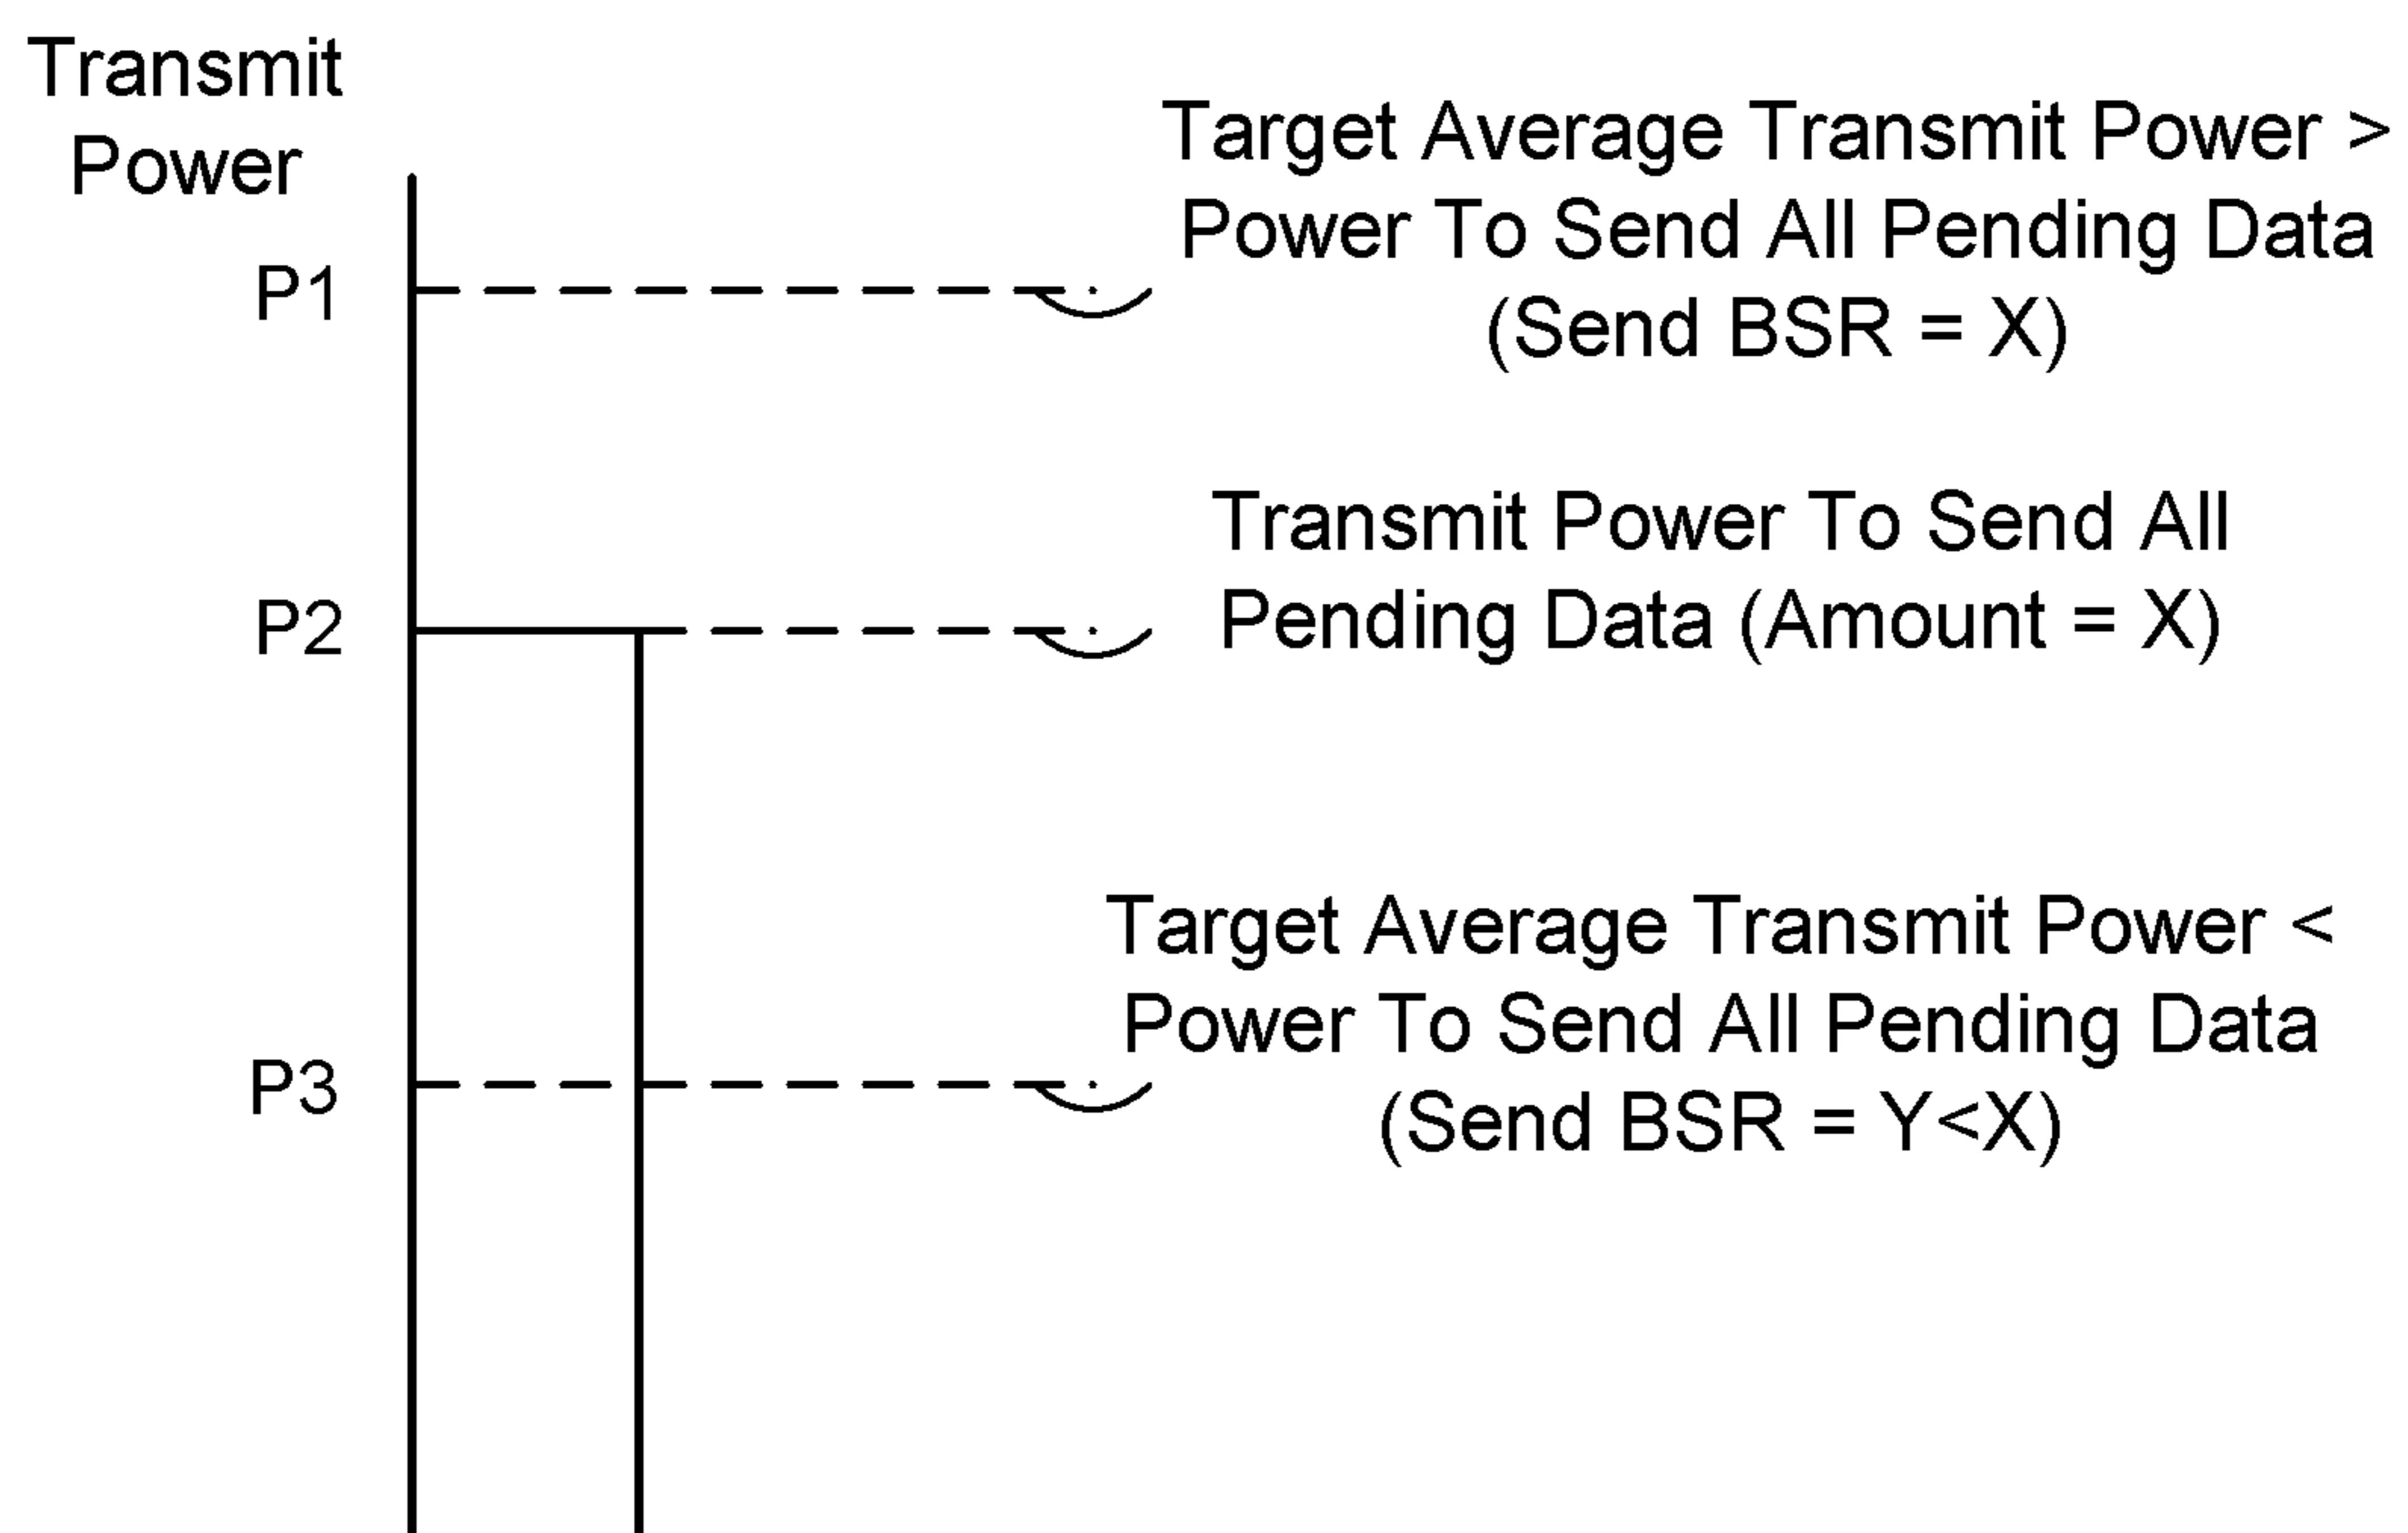 Transmit
Power
Target Average Transmit Power >
Power To Send All Pending Data
(Send BSR = X)
P1
Transmit Power To Send All
Pending Data (Amount = X)
P2
Target Average Transmit Power <
Power To Send All Pending Data
(Send BSR = Y<X)
P3